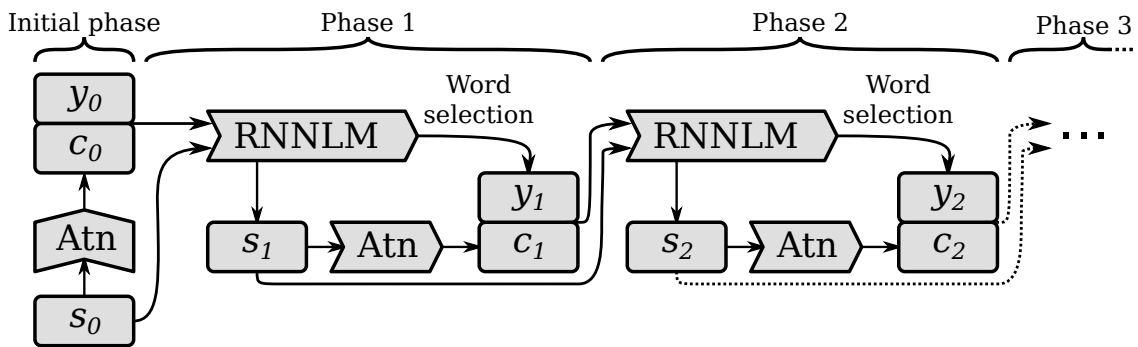 Initial phase
Phase 1
Phase 2
Phase 3
y0
c0
Atn
s0
RNNLM
Word
selection
y1
s1
Atn
c1
RNNLM
Word
selection
y2
s2
Atn
c2
...